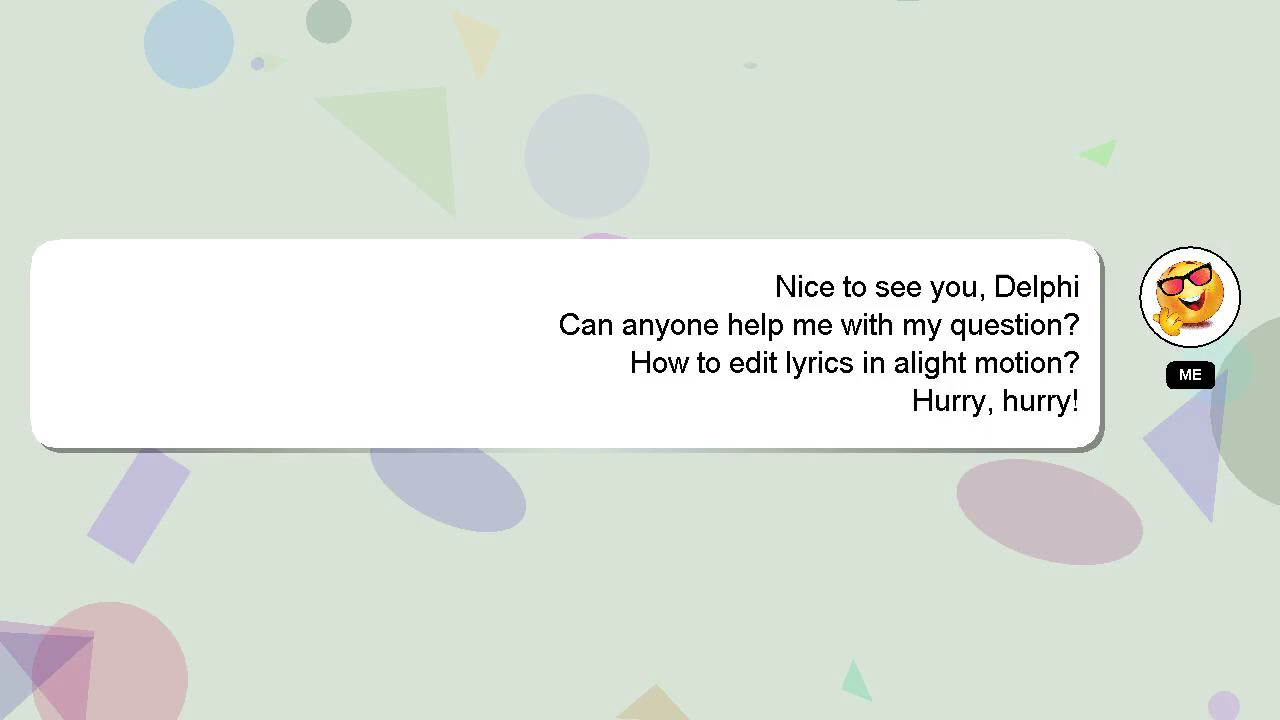 Nice to see you, Delphi
Can anyone help me with my question?
How to edit lyrics in alight motion?
Hurry, hurry!
ME